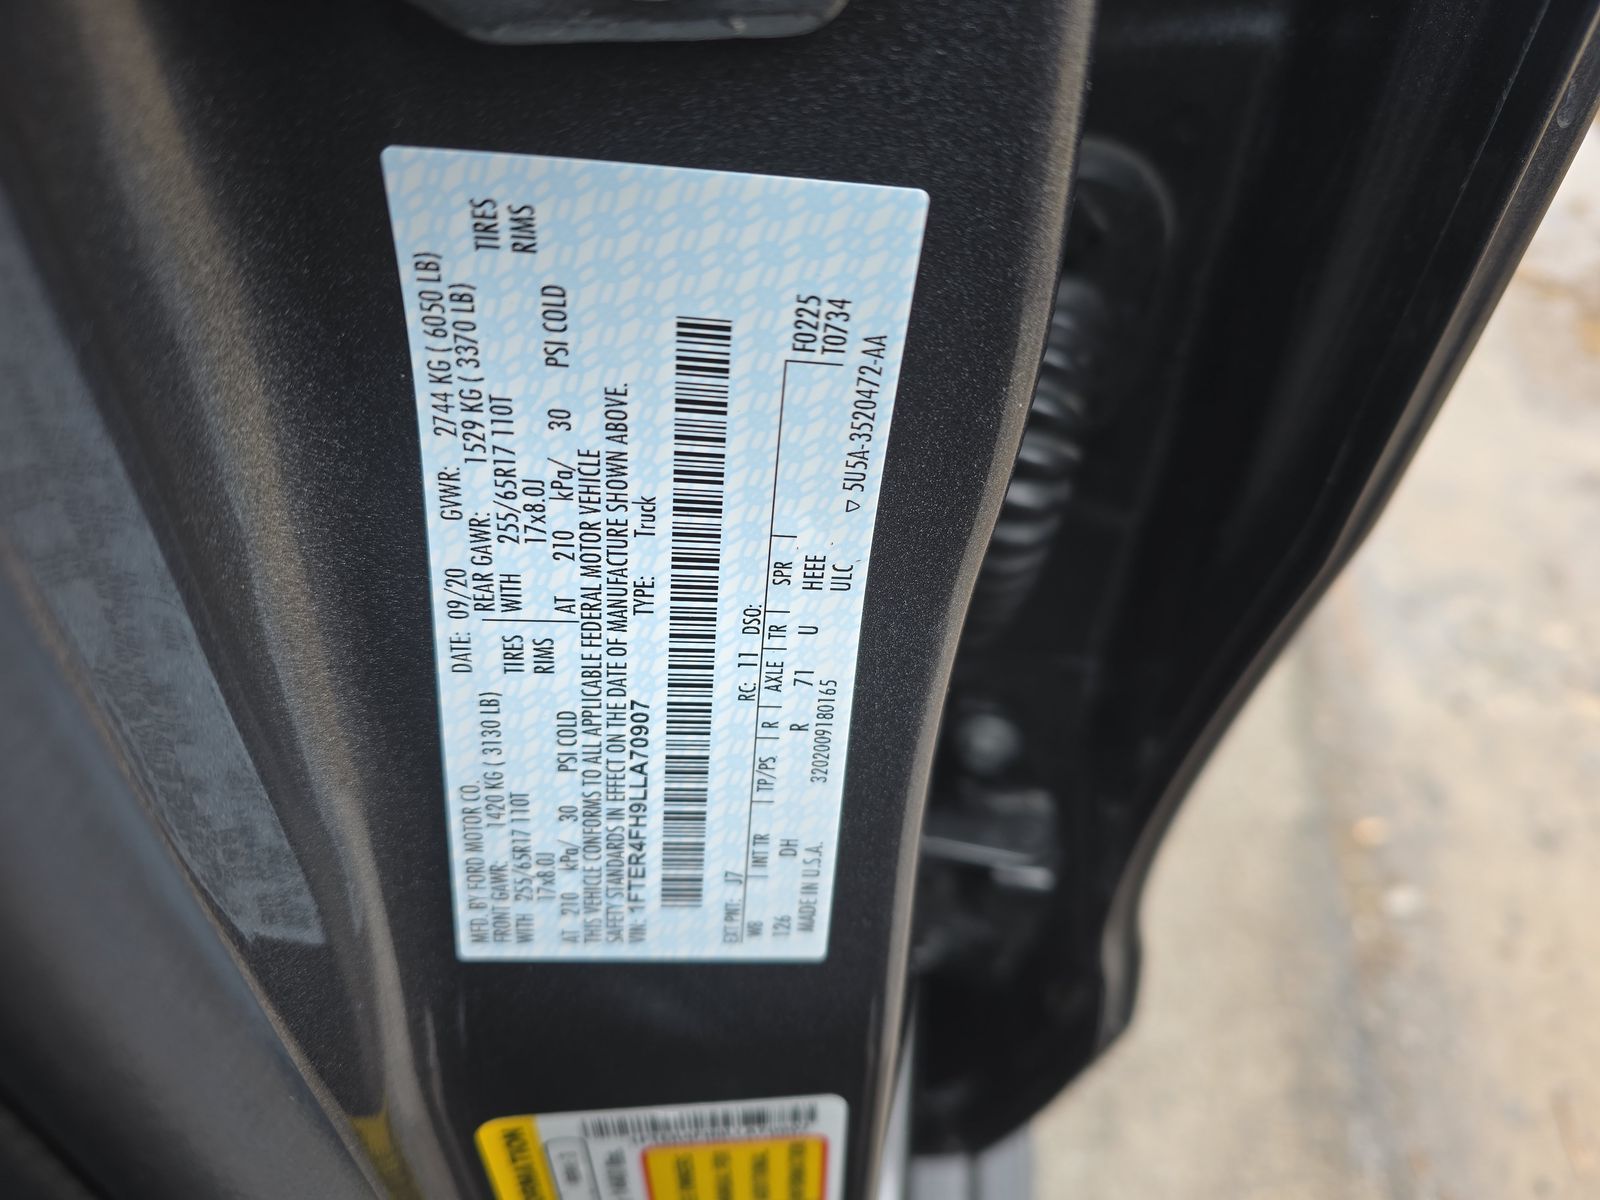 MFD. BY FORD MOTOR CO.
DATE: 09/20 GVWR: 2744 KG ( 6050 LB)
FRONT GAWR: 1420 KG ( 3130 LB) REAR GAWR: 1529 KG ( 3370 LB)
WITH 255/65R17 110T TIRES WITH 255/65R17 110T TIRES
17x8.0J RIMS 17x8.0J RIMS
AT 210 kPa/ 30 PSI COLD AT 210 kPa/ 30 PSI COLD
THIS VEHICLE CONFORMS TO ALL APPLICABLE FEDERAL MOTOR VEHICLE
SAFETY STANDARDS IN EFFECT ON THE DATE OF MANUFACTURE SHOWN ABOVE.
VIN: 1FTER4FH9LLA70907 TYPE: Truck
EXT PNT: J7 RC: 11 DSO:
WB INT TR TP/PS R AXLE TR SPR F0225
126 DH R 71 U HEEE T0734
MADE IN U.S.A. 320200918 0165 ULC
▽ 5U5A-3520472-AA